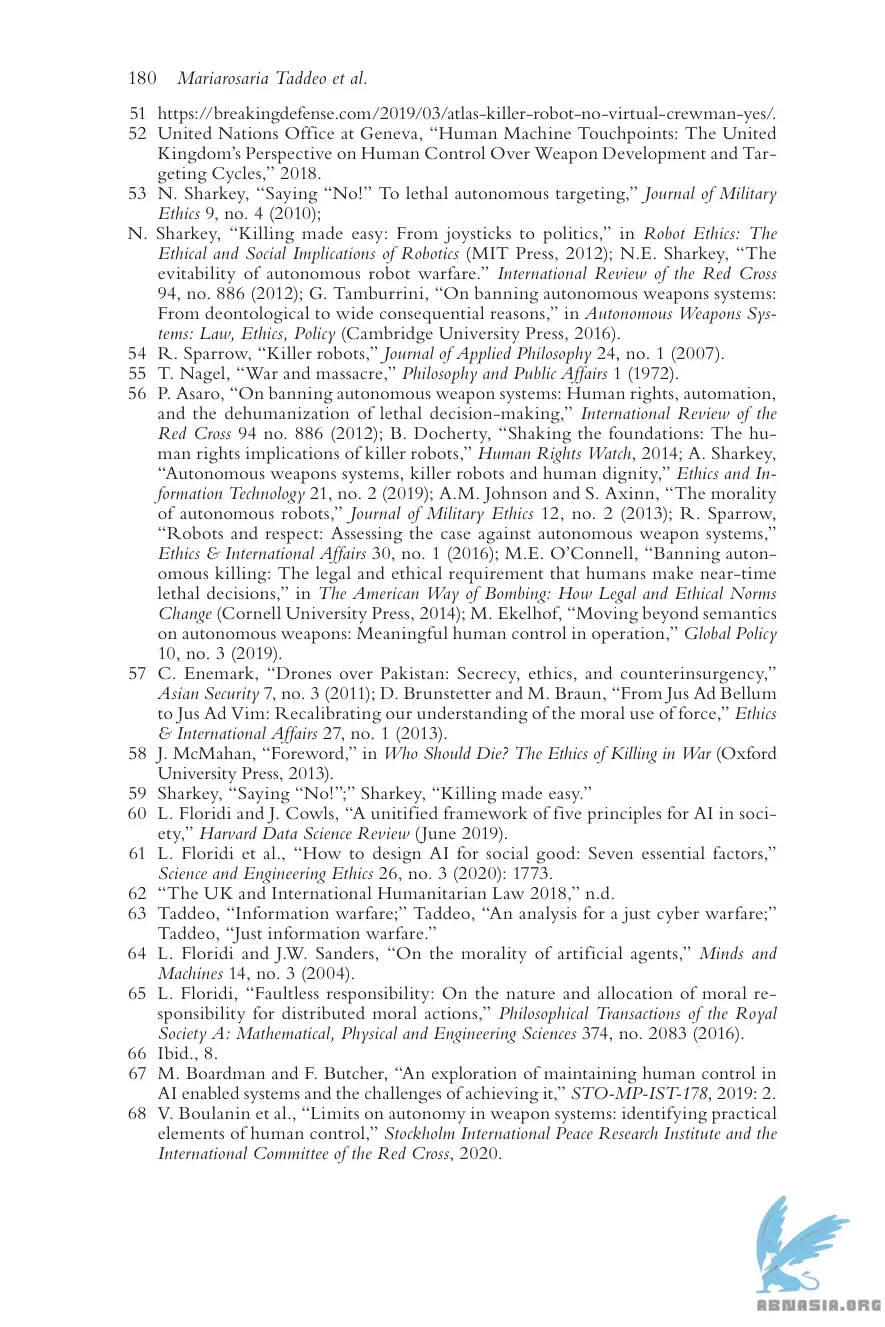 180 Mariarosaria Taddeo et al.
51 https://breakingdefense.com/2019/03/atlas-killer-robot-no-virtual-crewman-yes/.
52 United Nations Office at Geneva, “Human Machine Touchpoints: The United
Kingdom’s Perspective on Human Control Over Weapon Development and Tar-
geting Cycles,” 2018.
53 N. Sharkey, “Saying “No!” To lethal autonomous targeting,” Journal of Military
Ethics 9, no. 4 (2010);
N. Sharkey, “Killing made easy: From joysticks to politics,” in Robot Ethics: The
Ethical and Social Implications of Robotics (MIT Press, 2012); N.E. Sharkey, “The
evitability of autonomous robot warfare.” International Review of the Red Cross
94, no. 886 (2012); G. Tamburrini, “On banning autonomous weapons systems:
From deontological to wide consequential reasons,” in Autonomous Weapons Sys-
tems: Law, Ethics, Policy (Cambridge University Press, 2016).
54 R. Sparrow, “Killer robots,” Journal of Applied Philosophy 24, no. 1 (2007).
55 T. Nagel, “War and massacre,” Philosophy and Public Affairs 1 (1972).
56 P. Asaro, “On banning autonomous weapon systems: Human rights, automation,
and the dehumanization of lethal decision-making,” International Review of the
Red Cross 94 no. 886 (2012); B. Docherty, “Shaking the foundations: The hu-
man rights implications of killer robots,” Human Rights Watch, 2014; A. Sharkey,
“Autonomous weapons systems, killer robots and human dignity,” Ethics and In-
formation Technology 21, no. 2 (2019); A.M. Johnson and S. Axinn, “The morality
of autonomous robots,” Journal of Military Ethics 12, no. 2 (2013); R. Sparrow,
“Robots and respect: Assessing the case against autonomous weapon systems,”
Ethics & International Affairs 30, no. 1 (2016); M.E. O’Connell, “Banning auton-
omous killing: The legal and ethical requirement that humans make near-time
lethal decisions,” in The American Way of Bombing: How Legal and Ethical Norms
Change (Cornell University Press, 2014); M. Ekelhof, “Moving beyond semantics
on autonomous weapons: Meaningful human control in operation,” Global Policy
10, no. 3 (2019).
57 C. Enemark, “Drones over Pakistan: Secrecy, ethics, and counterinsurgency,”
Asian Security 7, no. 3 (2011); D. Brunstetter and M. Braun, “From Jus Ad Bellum
to Jus Ad Vim: Recalibrating our understanding of the moral use of force,” Ethics
& International Affairs 27, no. 1 (2013).
58 J. McMahan, “Foreword,” in Who Should Die? The Ethics of Killing in War (Oxford
University Press, 2013).
59 Sharkey, “Saying “No!”;” Sharkey, “Killing made easy.”
60 L. Floridi and J. Cowls, “A unitified framework of five principles for AI in soci-
ety,” Harvard Data Science Review (June 2019).
61 L. Floridi et al., “How to design AI for social good: Seven essential factors,”
Science and Engineering Ethics 26, no. 3 (2020): 1773.
62 “The UK and International Humanitarian Law 2018,” n.d.
63 Taddeo, “Information warfare;” Taddeo, “An analysis for a just cyber warfare;”
Taddeo, “Just information warfare.”
64 L. Floridi and J.W. Sanders, “On the morality of artificial agents,” Minds and
Machines 14, no. 3 (2004).
65 L. Floridi, “Faultless responsibility: On the nature and allocation of moral re-
sponsibility for distributed moral actions,” Philosophical Transactions of the Royal
Society A: Mathematical, Physical and Engineering Sciences 374, no. 2083 (2016).
66 Ibid., 8.
67 M. Boardman and F. Butcher, “An exploration of maintaining human control in
AI enabled systems and the challenges of achieving it,” STO-MP-IST-178, 2019: 2.
68 V. Boulanin et al., “Limits on autonomy in weapon systems: identifying practical
elements of human control,” Stockholm International Peace Research Institute and the
International Committee of the Red Cross, 2020.
ABNASIA.ORG